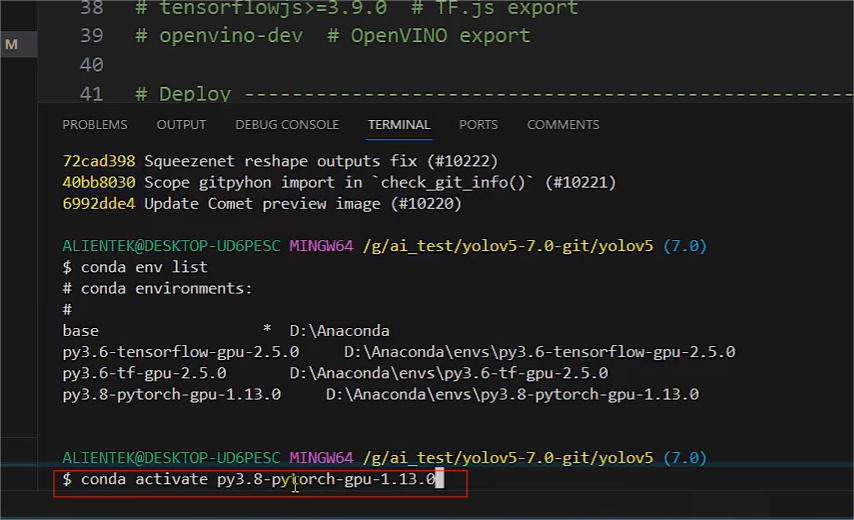 38 # tensorflowjs>=3.9.0 # TF.js export
M
39 # openvino-dev # OpenVINO export
40
41 # Deploy ---------------------------------------------------
PROBLEMS OUTPUT DEBUG CONSOLE TERMINAL PORTS COMMENTS
72cad398 Squeezenet reshape outputs fix (#10222)
40bb8030 Scope gitpyhon import in `check_git_info()` (#10221)
6992dde4 Update Comet preview image (#10220)
ALIENTEK@DESKTOP-UD6PESC MINGW64 /g/ai_test/yolov5-7.0-git/yolov5 (7.0)
$ conda env list
# conda environments:
#
base * D:\Anaconda
py3.6-tensorflow-gpu-2.5.0 D:\Anaconda\envs\py3.6-tensorflow-gpu-2.5.0
py3.6-tf-gpu-2.5.0 D:\Anaconda\envs\py3.6-tf-gpu-2.5.0
py3.8-pytorch-gpu-1.13.0 D:\Anaconda\envs\py3.8-pytorch-gpu-1.13.0
ALIENTEK@DESKTOP-UD6PESC MINGW64 /g/ai_test/yolov5-7.0-git/yolov5 (7.0)
$ conda activate py3.8-pytorch-gpu-1.13.0